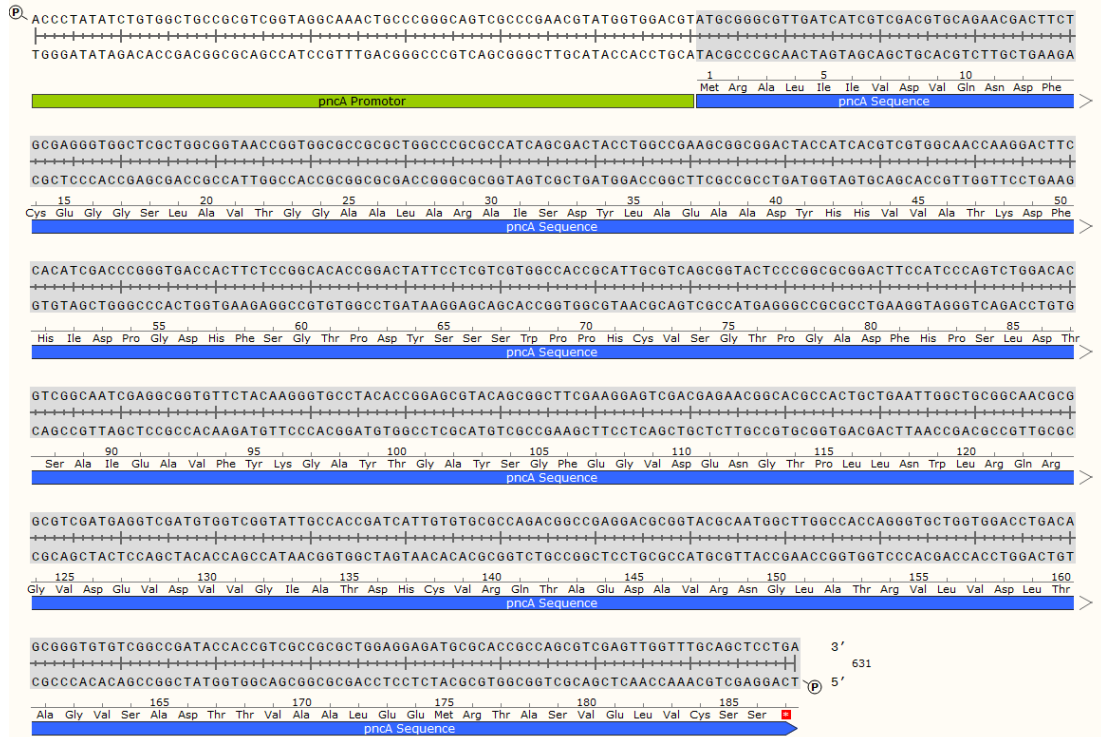 P ACCCTATATCTGTGGCTGCCGCGTCGGTAGGCAAACTGCCCGGGCAGTCGCCCGAACGTATGGTGGACGTATGCGGGCGTTGATCATCGTCGACGTGCAGAACGACTTCT
TGGGATATAGACACCGACGGCGCAGCCATCCGTTTGACGGGCCCGTCAGCGGGCTTGCATACCACCTGCATACGCCCGCAACTAGTAGCAGCTGCACGTCTTGCTGAAGA
1 5 10
Met Arg Ala Leu Ile Ile Val Asp Val Gln Asn Asp Phe
pncA Promotor pncA Sequence
GCGAGGGTGGCTCGCTGGCGGTAACCGGTGGCGCCGCGCTGGCCCGCGCCATCAGCGACTACCTGGCCGAAGCGGCGGACTACCATCACGTCGTGGCAACCAAGGACTTC
CGCTCCCACCGAGCGACCGCCATTGGCCACCGCGGCGCGACCGGGCGCGGTAGTCGCTGATGGACCGGCTTCGCCGCCTGATGGTAGTGCAGCACCGTTGGTTCCTGAAG
15 20 25 30 35 40 45 50
Cys Glu Gly Gly Ser Leu Ala Val Thr Gly Gly Ala Ala Leu Ala Arg Ala Ile Ser Asp Tyr Leu Ala Glu Ala Ala Asp Tyr His His Val Val Ala Thr Lys Asp Phe
pncA Sequence
CACATCGACCCGGGTGACCACTTCTCCGGCACACCGGACTATTCCTCGTCGTGGCCACCGCATTGCGTCAGCGGTACTCCCGGCGCGGACTTCCATCCCAGTCTGGACAC
GTGTAGCTGGGCCCACTGGTGAAGAGGCCGTGTGGCCTGATAAGGAGCAGCACCGGTGGCGTAACGCAGTCGCCATGAGGGCCGCGCCTGAAGGTAGGGTCAGACCTGTG
55 60 65 70 75 80 85
His Ile Asp Pro Gly Asp His Phe Ser Gly Thr Pro Asp Tyr Ser Ser Ser Trp Pro Pro His Cys Val Ser Gly Thr Pro Gly Ala Asp Phe His Pro Ser Leu Asp Thr
pncA Sequence
GTCGGCAATCGAGGCGGTGTTCTACAAGGGTGCCTACACCGGAGCGTACAGCGGCTTCGAAGGAGTCGACGAGAACGGCACGCCACTGCTGAATTGGCTGCGGCAACGCG
CAGCCGTTAGCTCCGCCACAAGATGTTCCCACGGATGTGGCCTCGCATGTCGCCGAAGCTTCCTCAGCTGCTCTTGCCGTGCGGTGACGACTTAACCGACGCCGTTGCGC
90 95 100 105 110 115 120
Ser Ala Ile Glu Ala Val Phe Tyr Lys Gly Ala Tyr Thr Gly Ala Tyr Ser Gly Phe Glu Gly Val Asp Glu Asn Gly Thr Pro Leu Leu Asn Trp Leu Arg Gln Arg
pncA Sequence
GCGTCGATGAGGTCGATGTGGTCGGTATTGCCACCGATCATTGTGTGCGCCAGACGGCCGAGGACGCGGTACGCAATGGCTTGGCCACCAGGGTGCTGGTGGACCTGACA
CGCAGCTACTCCAGCTACACCAGCCATAACGGTGGCTAGTAACACACGCGGTCTGCCGGCTCCTGCGCCATGCGTTACCGAACCGGTGGTCCCACGACCACCTGGACTGT
125 130 135 140 145 150 155 160
Gly Val Asp Glu Val Asp Val Val Gly Ile Ala Thr Asp His Cys Val Arg Gln Thr Ala Glu Asp Ala Val Arg Asn Gly Leu Ala Thr Arg Val Leu Val Asp Leu Thr
pncA Sequence
GCGGGTGTGTCGGCCGATACCACCGTCGCCGCGCTGGAGGAGATGCGCACCGCCAGCGTCGAGTTGGTTTGCAGCTCCTGA 3′
631
CGCCCACACAGCCGGCTATGGTGGCAGCGGCGCGACCTCCTCTACGCGTGGCGGTCGCAGCTCAACCAAACGTCGAGGACT P 5′
165 170 175 180 185
Ala Gly Val Ser Ala Asp Thr Thr Val Ala Ala Leu Glu Glu Met Arg Thr Ala Ser Val Glu Leu Val Cys Ser Ser *
pncA Sequence